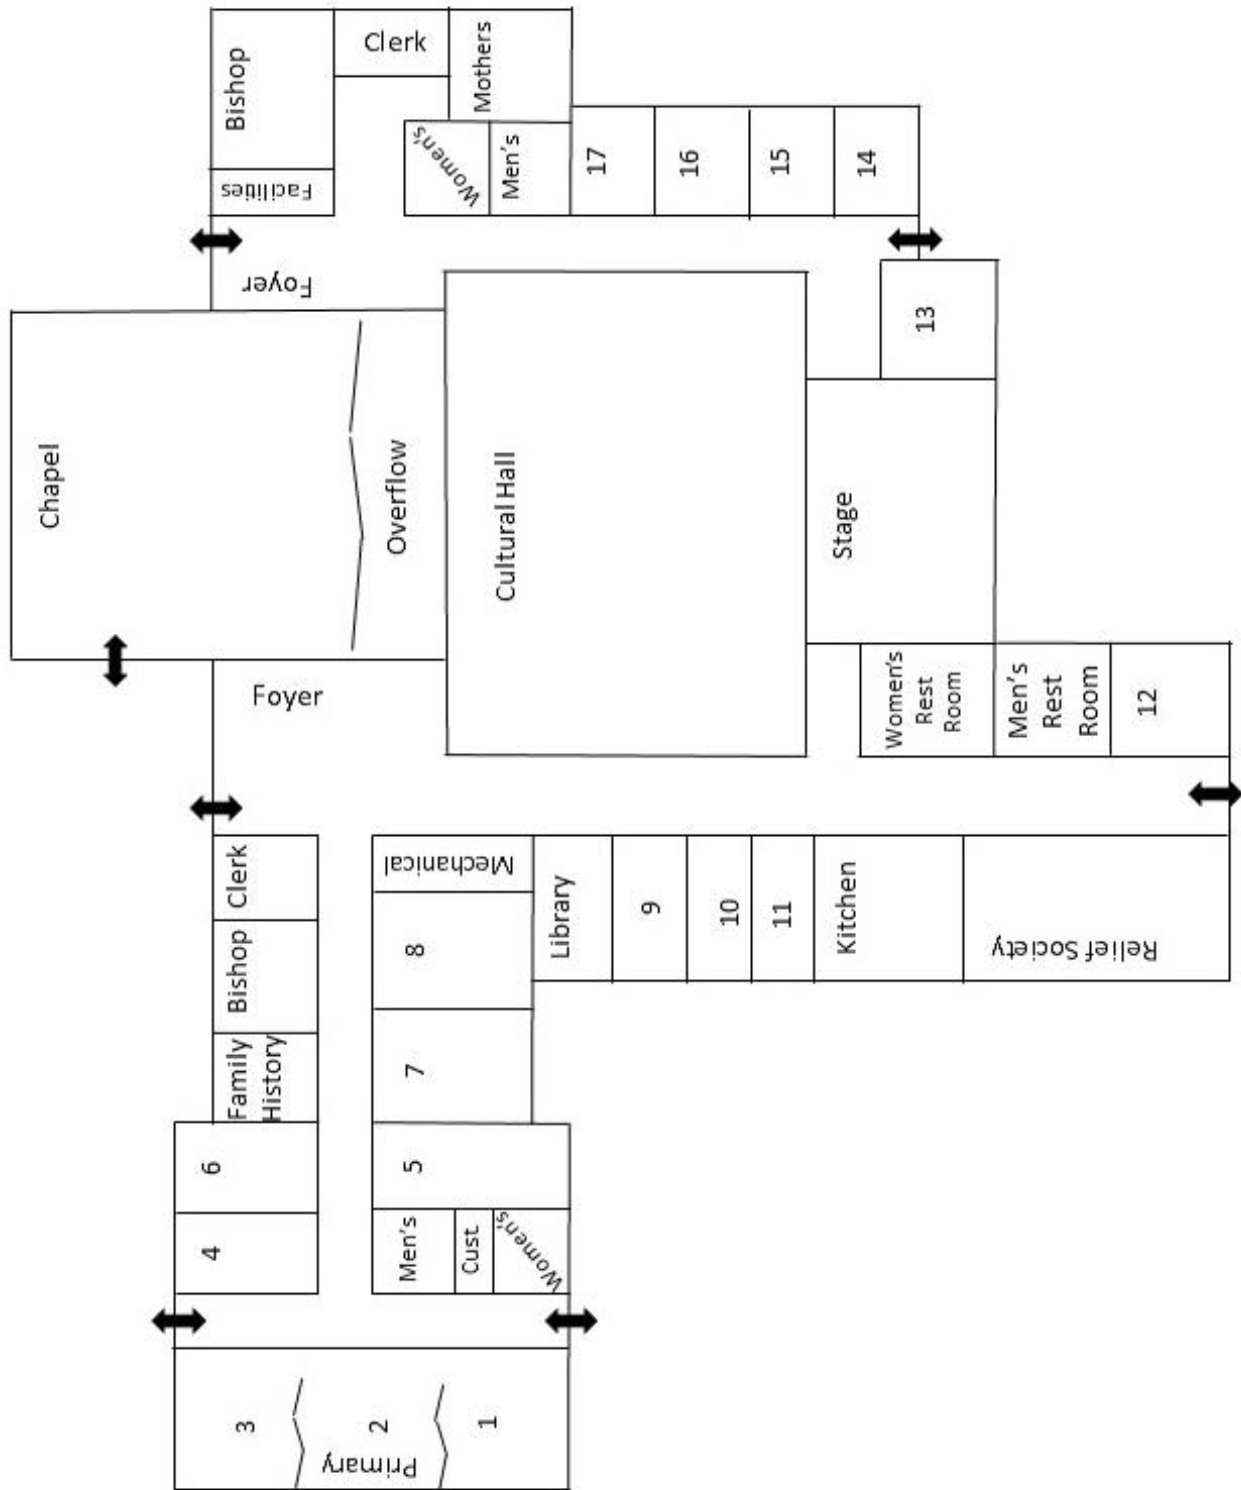 Bishop
Clerk
Mothers
Facilities
Women's
Men's
17
16
15
14
Foyer
13
Chapel
Overflow
Cultural Hall
Stage
Foyer
Women's
Rest
Room
Men's
Rest
Room
12
Clerk
Bishop
Family
History
Mechanical
8
7
Library
9
10
11
Kitchen
Relief Society
6
4
5
Men's
Cust
Women's
3
2
1
Primary